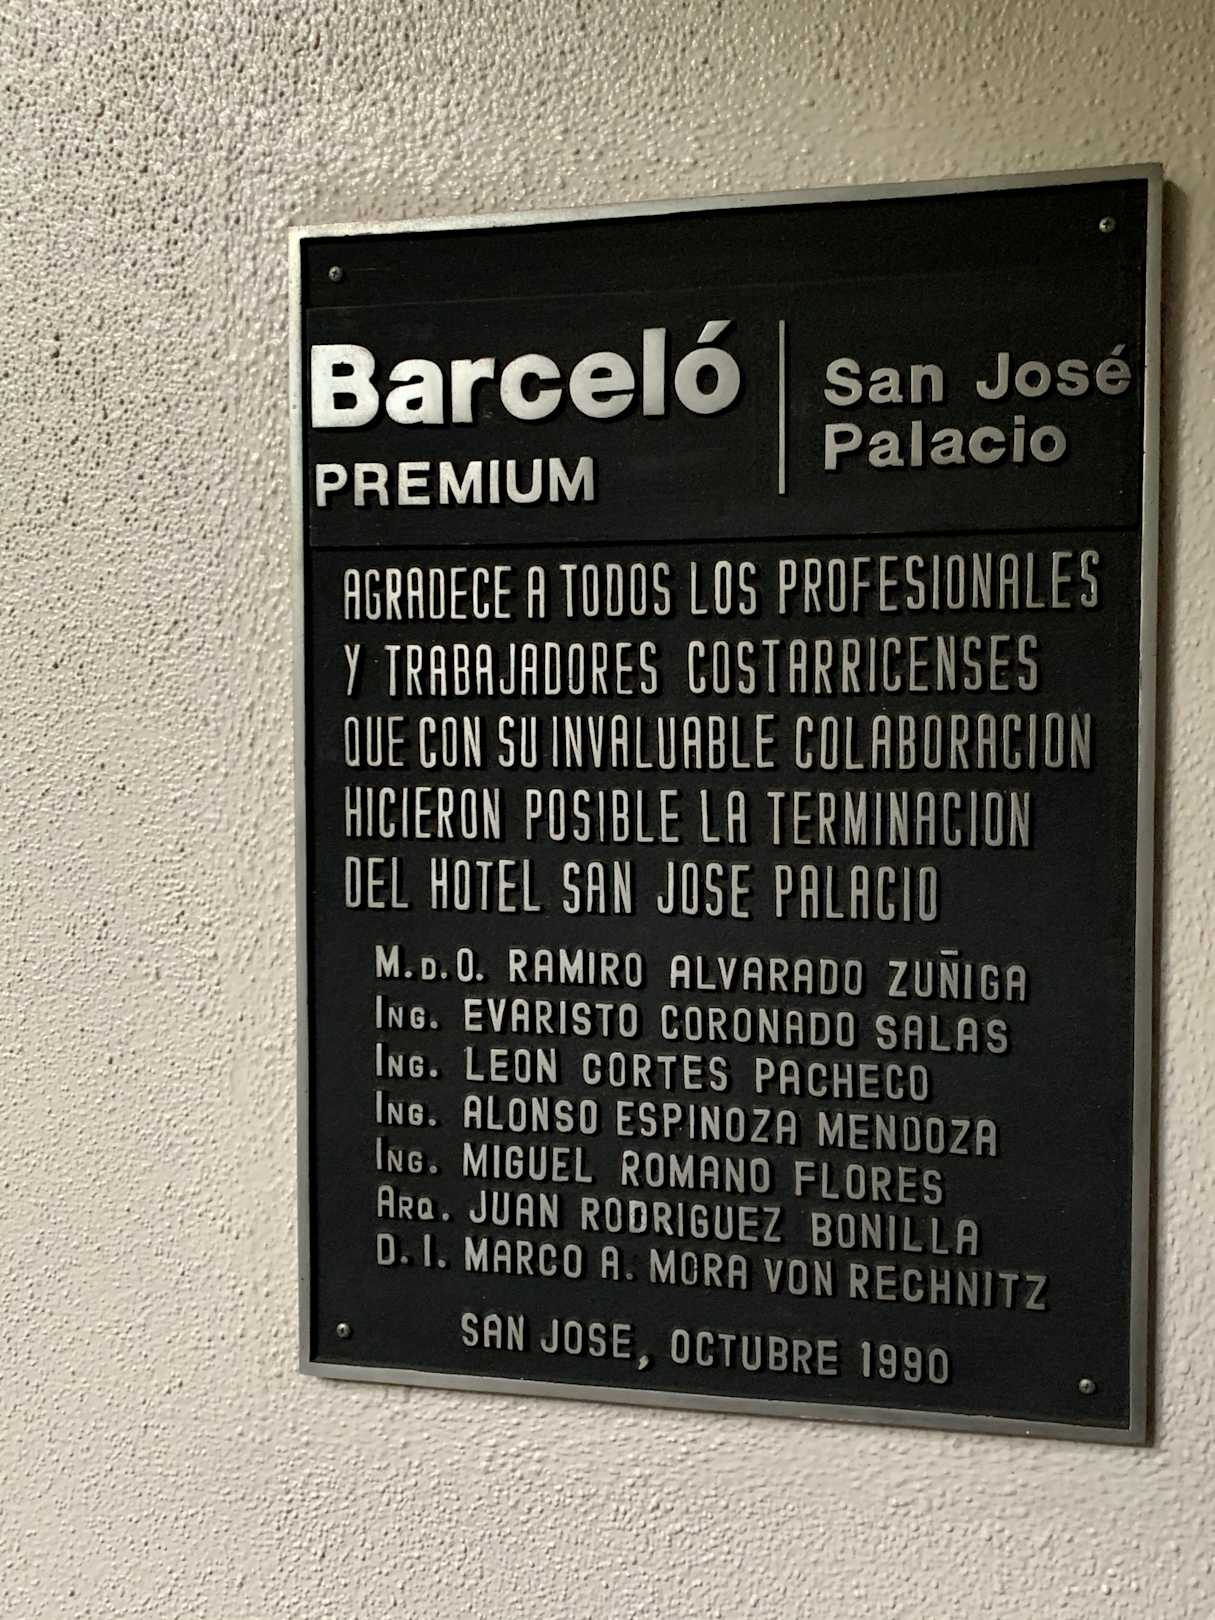 Barceló
PREMIUM
San José
Palacio
AGRADECE A TODOS LOS PROFESIONALES
Y TRABAJADORES COSTARRICENSES
QUE CON SU INVALUABLE COLABORACION
HICIERON POSIBLE LA TERMINACION
DEL HOTEL SAN JOSE PALACIO
M.D.O. RAMIRO ALVARADO ZUÑIGA
ING. EVARISTO CORONADO SALAS
ING. LEON CORTES PACHECO
ING. ALONSO ESPINOZA MENDOZA
ING. MIGUEL ROMANO FLORES
ARQ. JUAN RODRIGUEZ BONILLA
D. I. MARCO A. MORA VON RECHNITZ
SAN JOSE, OCTUBRE 1990